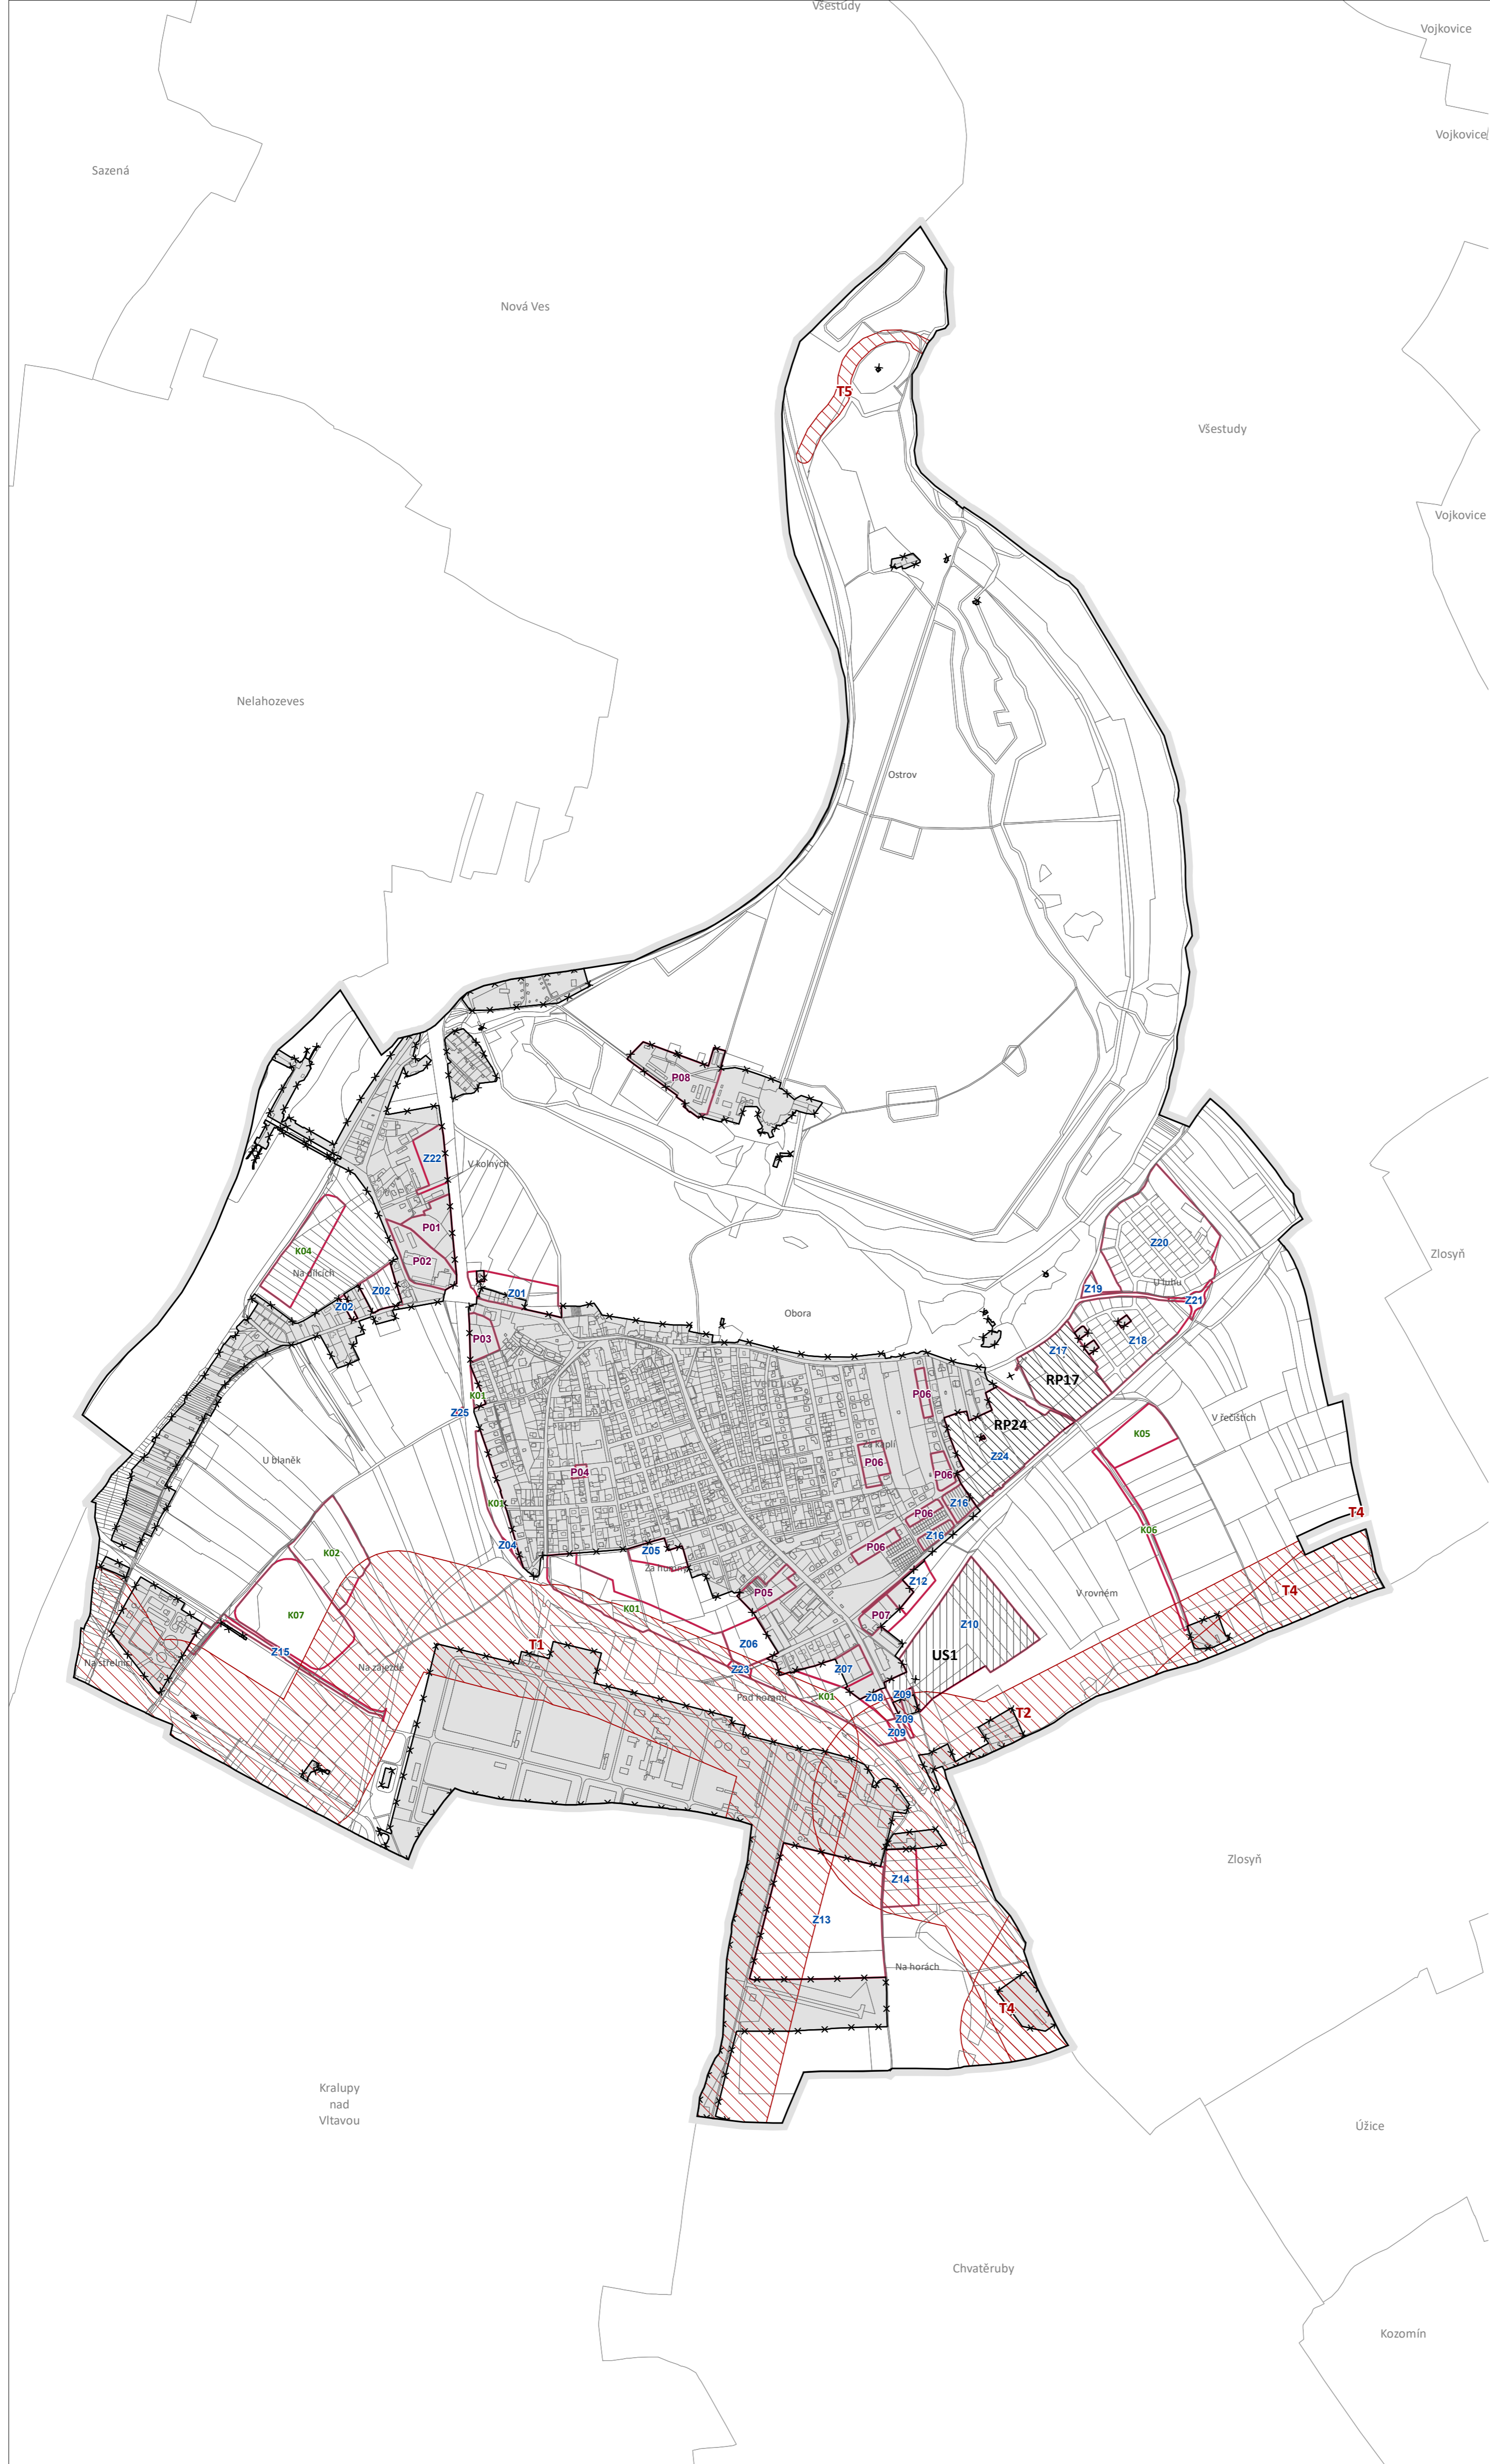 Všestudy
Vojkovice
Vojkovice
Sazená
Nová Ves
T5
Všestudy
Vojkovice
Nelahozeves
Ostrov
P08
Z22
V kolných
P01
P02
K04
Na dílcích
Z02
Z02
Z01
Obora
Zlosyň
Z20
U luhu
Z19
Z21
Z18
Z17
RP17
P03
K01
Z25
P06
RP24
V řečištích
K05
Za kaplí
Z24
U blaněk
P04
P06
P06
K01
Z16
P06
Z16
T4
K06
Z04
K02
Z05
P06
Z12
P05
T4
V rovném
K01
K07
P07
Z10
Z15
T1
Z06
US1
Na střelnici
Na zájezdě
Z23
Z07
Pod horami
K01
Z08
Z09
Z09
Z09
T2
Zlosyň
Z14
Z13
Na horách
T4
Kralupy
nad
Vltavou
Úžice
Chvatěruby
Kozomín